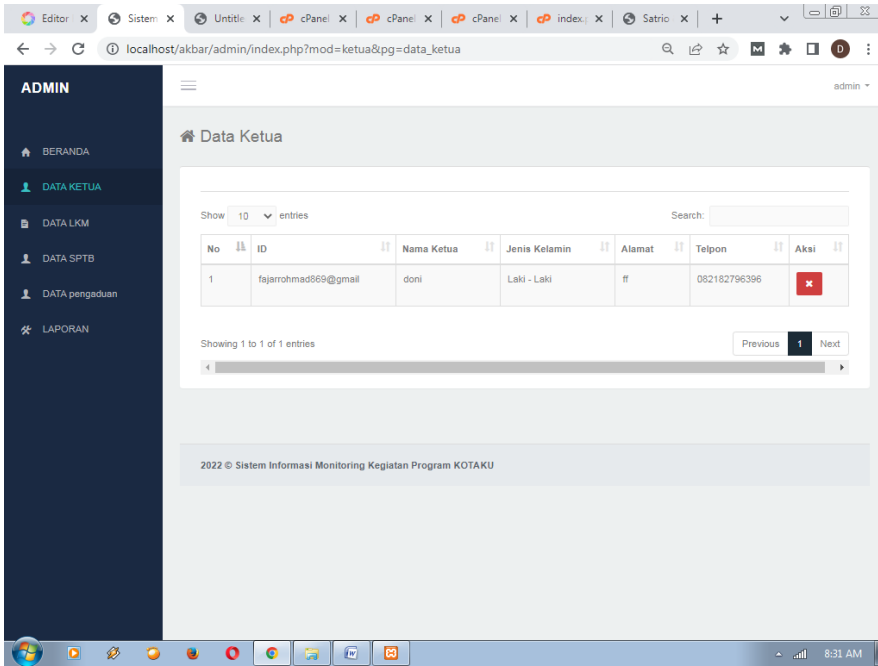 Editor Sistem Untitle cPanel cPanel cPanel index.p Satrio
localhost/akbar/admin/index.php?mod=ketua&pg=data_ketua M D
ADMIN
admin
BERANDA
DATA KETUA
DATA LKM
DATA SPTB
DATA pengaduan
LAPORAN
Data Ketua
Show 10 entries Search:
No ID Nama Ketua Jenis Kelamin Alamat Telpon Aksi
1 fajarrohmad869@gmail doni Laki - Laki ff 082182796396
Showing 1 to 1 of 1 entries Previous 1 Next
2022 © Sistem Informasi Monitoring Kegiatan Program KOTAKU
8:31 AM